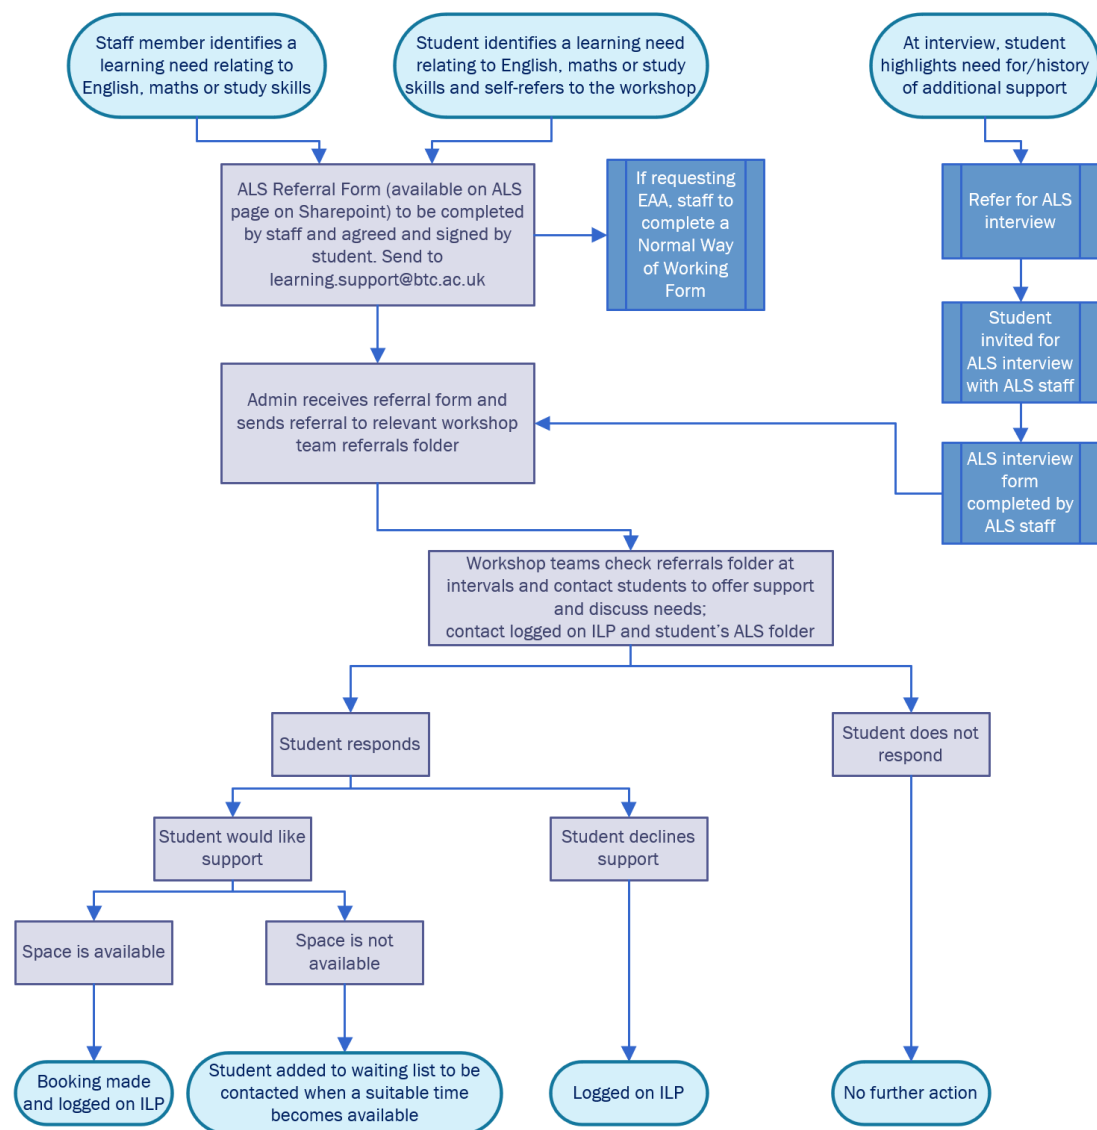 Staff member identifies a
learning need relating to
English, maths or study skills
Student identifies a learning need
relating to English, maths or study
skills and self-refers to the workshop
At interview, student
highlights need for/history
of additional support
ALS Referral Form (available on ALS
page on Sharepoint) to be completed
by staff and agreed and signed by
student. Send to
learning.support@btc.ac.uk
If requesting
EAA, staff to
complete a
Normal Way
of Working
Form
Refer for ALS
interview
Student
invited for
ALS interview
with ALS staff
Admin receives referral form and
sends referral to relevant workshop
team referrals folder
ALS interview
form
completed by
ALS staff
Workshop teams check referrals folder at
intervals and contact students to offer support
and discuss needs;
contact logged on ILP and student’s ALS folder
Student responds
Student does not
respond
Student would like
support
Student declines
support
Space is available
Space is not
available
Booking made
and logged on ILP
Student added to waiting list to be
contacted when a suitable time
becomes available
Logged on ILP
No further action